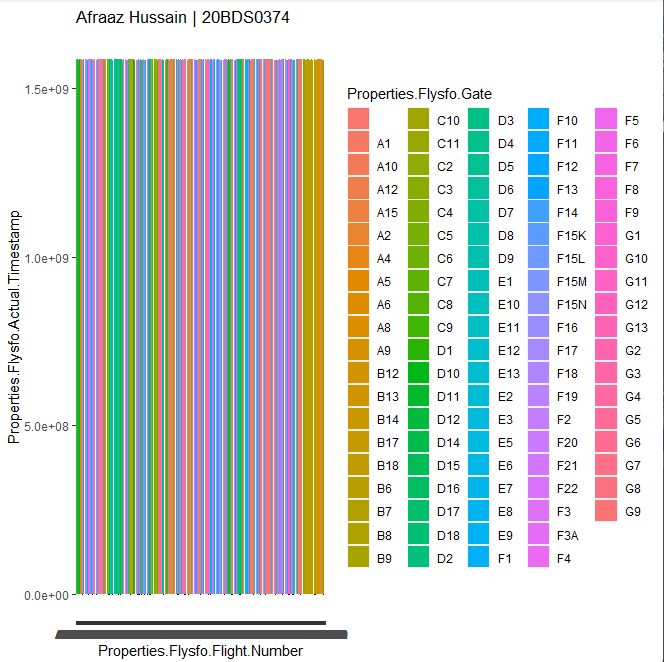 Afraaz Hussain | 20BDS0374
Properties.Flysfo.Actual.Timestamp
1.5e+09
1.0e+09
5.0e+08
0.0e+00
Properties.Flysfo.Flight.Number
Properties.Flysfo.Gate
A1
A10
A12
A15
A2
A4
A5
A6
A8
A9
B12
B13
B14
B17
B18
B6
B7
B8
B9
C10
C11
C2
C3
C4
C5
C6
C7
C8
C9
D1
D10
D11
D12
D14
D15
D16
D17
D18
D2
D3
D4
D5
D6
D7
D8
D9
E1
E10
E11
E12
E13
E2
E3
E5
E6
E7
E8
E9
F1
F10
F11
F12
F13
F14
F15K
F15L
F15M
F15N
F16
F17
F18
F19
F2
F20
F21
F22
F3
F3A
F4
F5
F6
F7
F8
F9
G1
G10
G11
G12
G13
G2
G3
G4
G5
G6
G7
G8
G9